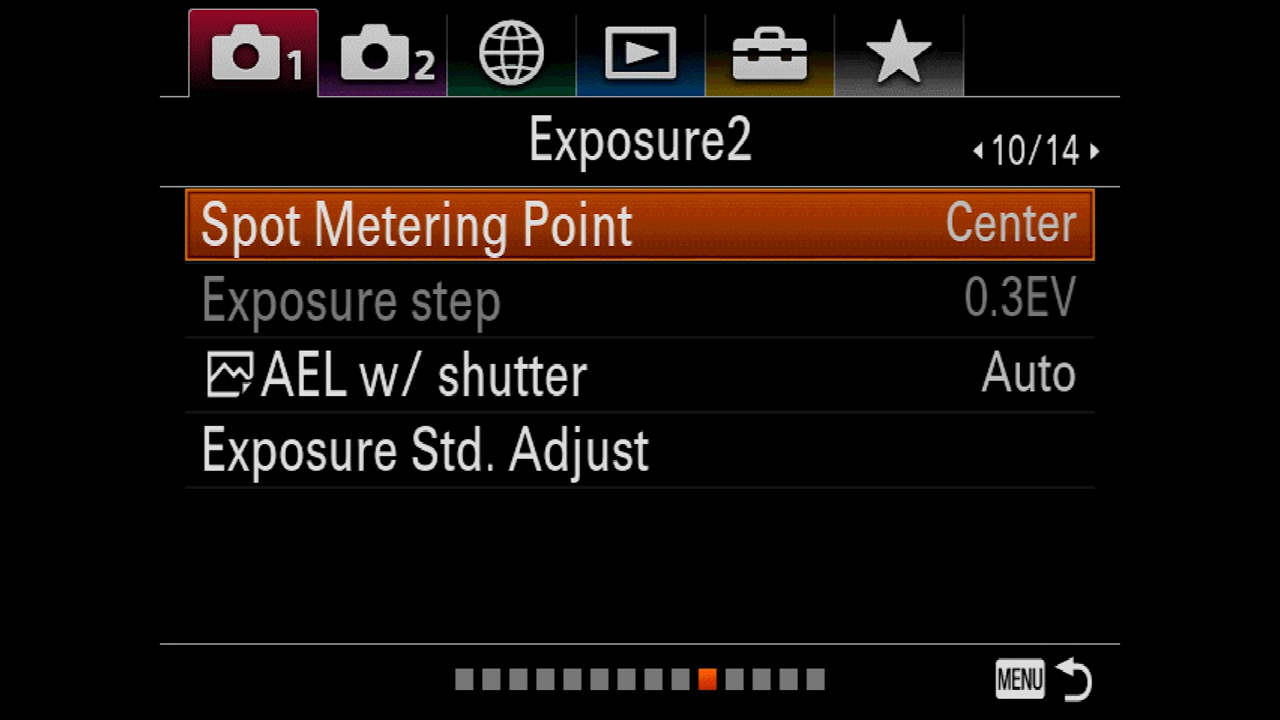 1 2
Exposure2
10/14
Spot Metering Point Center
Exposure step 0.3EV
AEL w/ shutter Auto
Exposure Std. Adjust
MENU